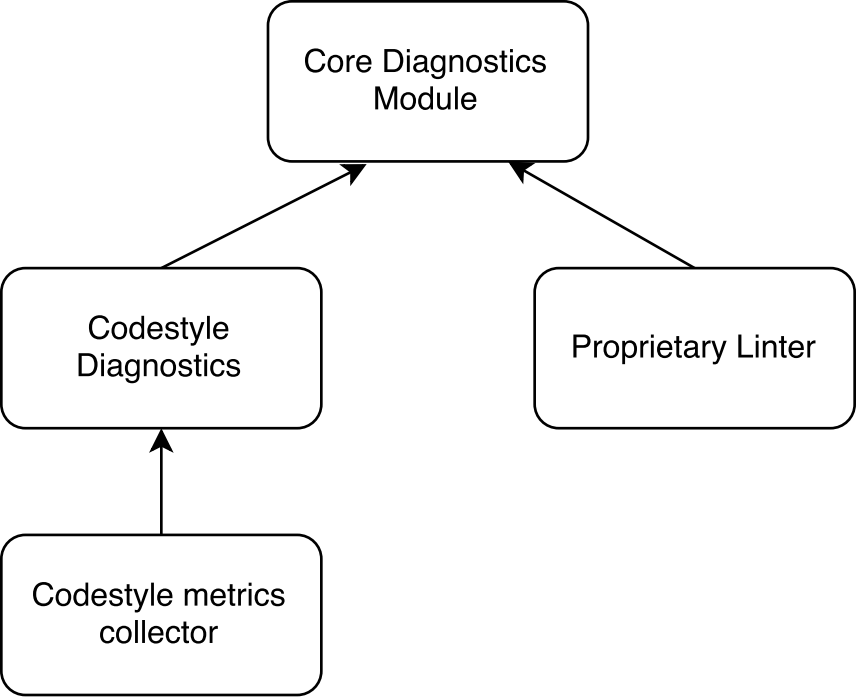 Core Diagnostics
Module
Codestyle
Diagnostics
Proprietary Linter
Codestyle metrics
collector